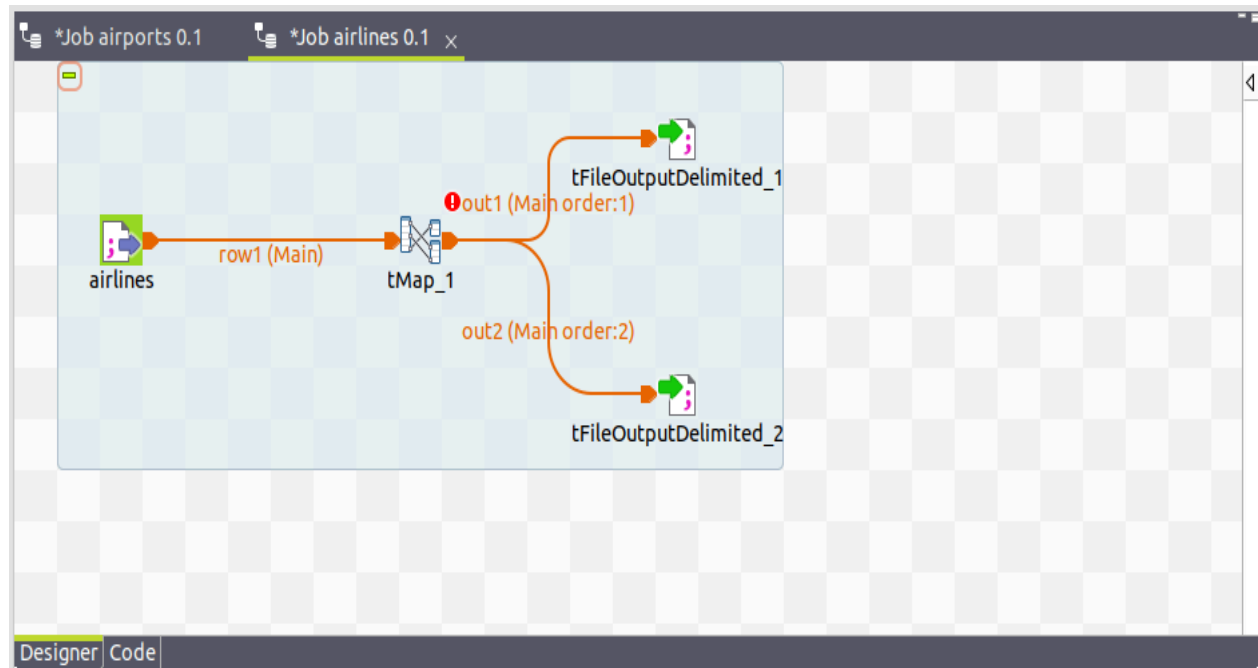 *Job airports 0.1
*Job airlines 0.1
tFileOutputDelimited_1
out1 (Main order:1)
row1 (Main)
airlines
tMap_1
out2 (Main order:2)
tFileOutputDelimited_2
Designer
Code